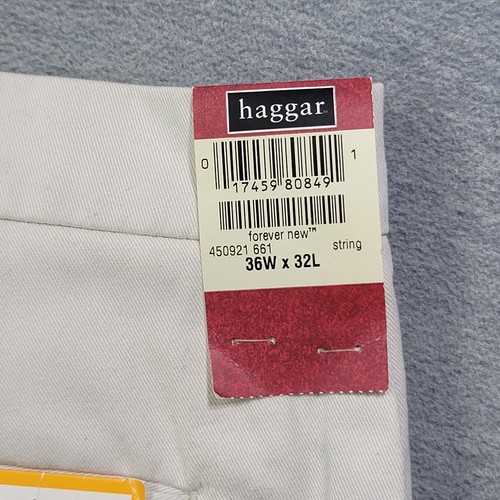 haggar
0 17459 80849 1
forever new™
450921 661 string
36W x 32L